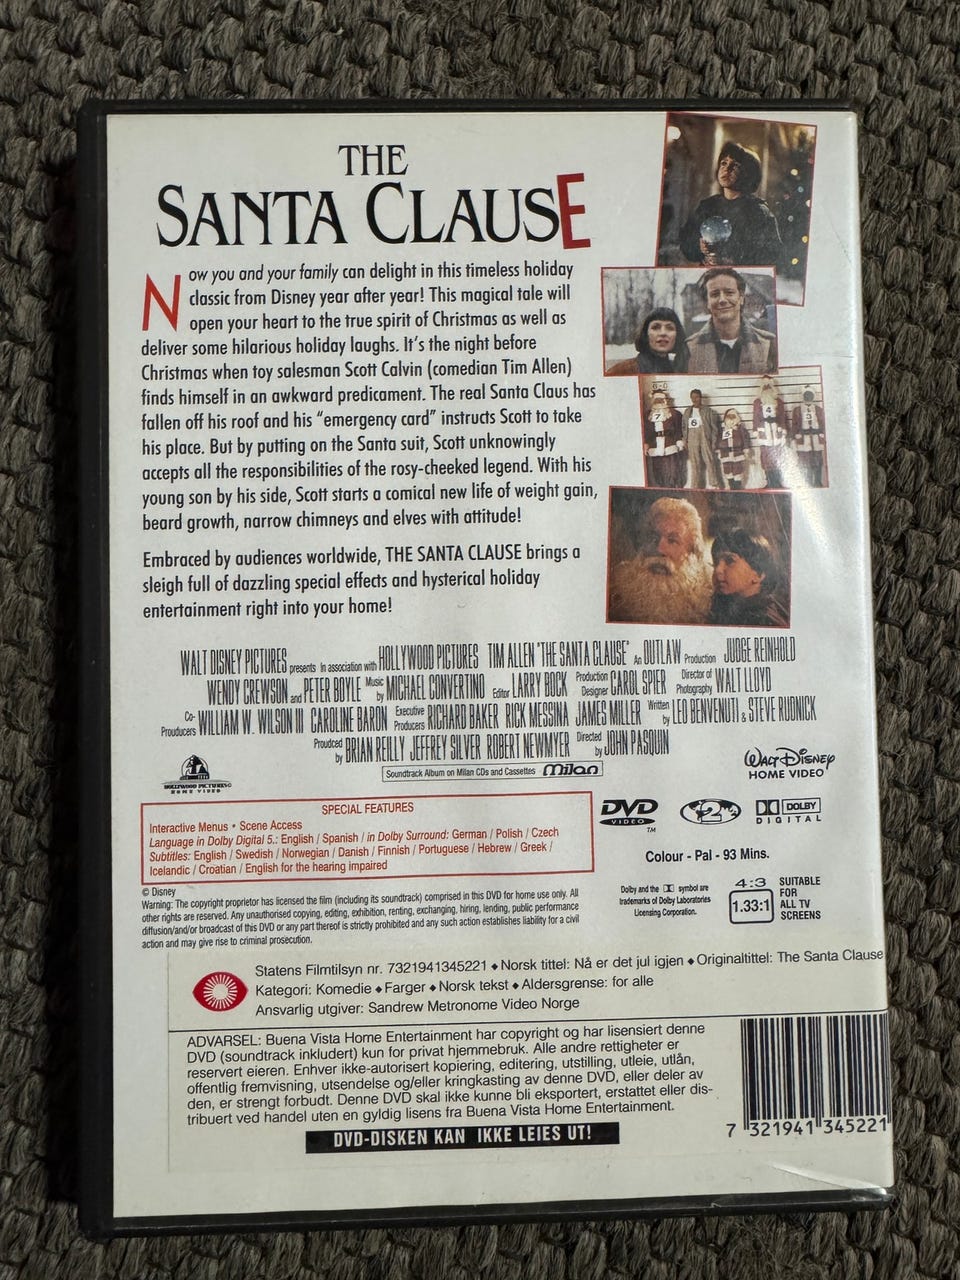 THE
SANTA CLAUSE
Now you and your family can delight in this timeless holiday
classic from Disney year after year! This magical tale will
open your heart to the true spirit of Christmas as well as
deliver some hilarious holiday laughs. It's the night before
Christmas when toy salesman Scott Calvin (comedian Tim Allen)
finds himself in an awkward predicament. The real Santa Claus has
fallen off his roof and his "emergency card" instructs Scott to take
his place. But by putting on the Santa suit, Scott unknowingly
accepts all the responsibilities of the rosy-cheeked legend. With his
young son by his side, Scott starts a comical new life of weight gain,
beard growth, narrow chimneys and elves with attitude!
Embraced by audiences worldwide, THE SANTA CLAUSE brings a
sleigh full of dazzling special effects and hysterical holiday
entertainment right into your home!
7 6 5 4 3
WALT DISNEY PICTURES presents In association with HOLLYWOOD PICTURES TIM ALLEN "THE SANTA CLAUSE" An OUTLAW Production JUDGE REINHOLD
WENDY CREWSON and PETER BOYLE Music by MICHAEL CONVERTINO Editor LARRY BOCK Production Designer CAROL SPIER Director of Photography WALT LLOYD
Co-Producers WILLIAM W. WILSON III CAROLINE BARON Executive Producers RICHARD BAKER RICK MESSINA JAMES MILLER Written by LEO BENVENUTI & STEVE RUDNICK
Proudced by BRIAN REILLY JEFFREY SILVER ROBERT NEWMYER Directed by JOHN PASQUIN
HOLLYWOOD PICTURES
HOME VIDEO
Soundtrack Album on Milan CDs and Cassettes Milan
WALT DISNEY
HOME VIDEO
SPECIAL FEATURES
Interactive Menus • Scene Access
Language in Dolby Digital 5.: English / Spanish / in Dolby Surround: German / Polish / Czech
Subtitles: English / Swedish / Norwegian / Danish / Finnish / Portuguese / Hebrew / Greek /
Icelandic / Croatian / English for the hearing impaired
DVD VIDEO TM
2
DOLBY DIGITAL
Colour - Pal - 93 Mins.
© Disney
Warning: The copyright proprietor has licensed the film (including its soundtrack) comprised in this DVD for home use only. All
other rights are reserved. Any unauthorised copying, editing, exhibition, renting, exchanging, hiring, lending, public performance
diffusion/and/or broadcast of this DVD or any part thereof is strictly prohibited and any such action establishes liability for a civil
action and may give rise to criminal prosecution.
Dolby and the symbol are
trademarks of Dolby Laboratories
Licensing Corporation.
4:3
1.33:1
SUITABLE
FOR
ALL TV
SCREENS
Statens Filmtilsyn nr. 7321941345221 ◆ Norsk tittel: Nå er det jul igjen ◆ Originaltittel: The Santa Clause
Kategori: Komedie ◆ Farger ◆ Norsk tekst ◆ Aldersgrense: for alle
Ansvarlig utgiver: Sandrew Metronome Video Norge
ADVARSEL: Buena Vista Home Entertainment har copyright og har lisensiert denne
DVD (soundtrack inkludert) kun for privat hjemmebruk. Alle andre rettigheter er
reservert eieren. Enhver ikke-autorisert kopiering, editering, utstilling, utleie, utlån,
offentlig fremvisning, utsendelse og/eller kringkasting av denne DVD, eller deler av
den, er strengt forbudt. Denne DVD skal ikke kunne bli eksportert, erstattet eller dis-
tribuert ved handel uten en gyldig lisens fra Buena Vista Home Entertainment.
DVD-DISKEN KAN IKKE LEIES UT!
7 321941 345221